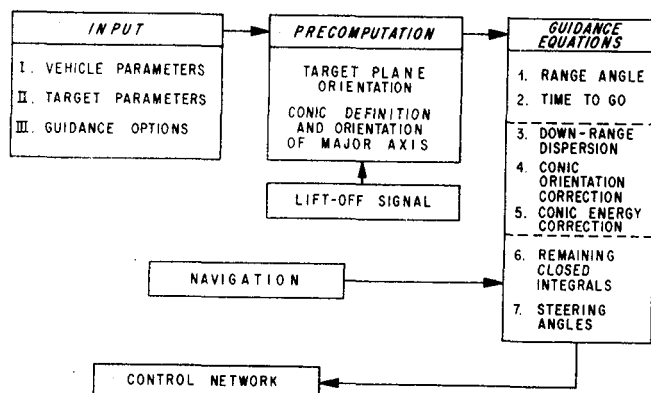 INPUT
I. VEHICLE PARAMETERS
II. TARGET PARAMETERS
III. GUIDANCE OPTIONS
PRECOMPUTATION
TARGET PLANE
ORIENTATION
CONIC DEFINITION
AND ORIENTATION
OF MAJOR AXIS
LIFT-OFF SIGNAL
GUIDANCE
EQUATIONS
1. RANGE ANGLE
2. TIME TO GO
3. DOWN-RANGE
DISPERSION
4. CONIC
ORIENTATION
CORRECTION
5. CONIC ENERGY
CORRECTION
6. REMAINING
CLOSED
INTEGRALS
7. STEERING
ANGLES
NAVIGATION
CONTROL NETWORK